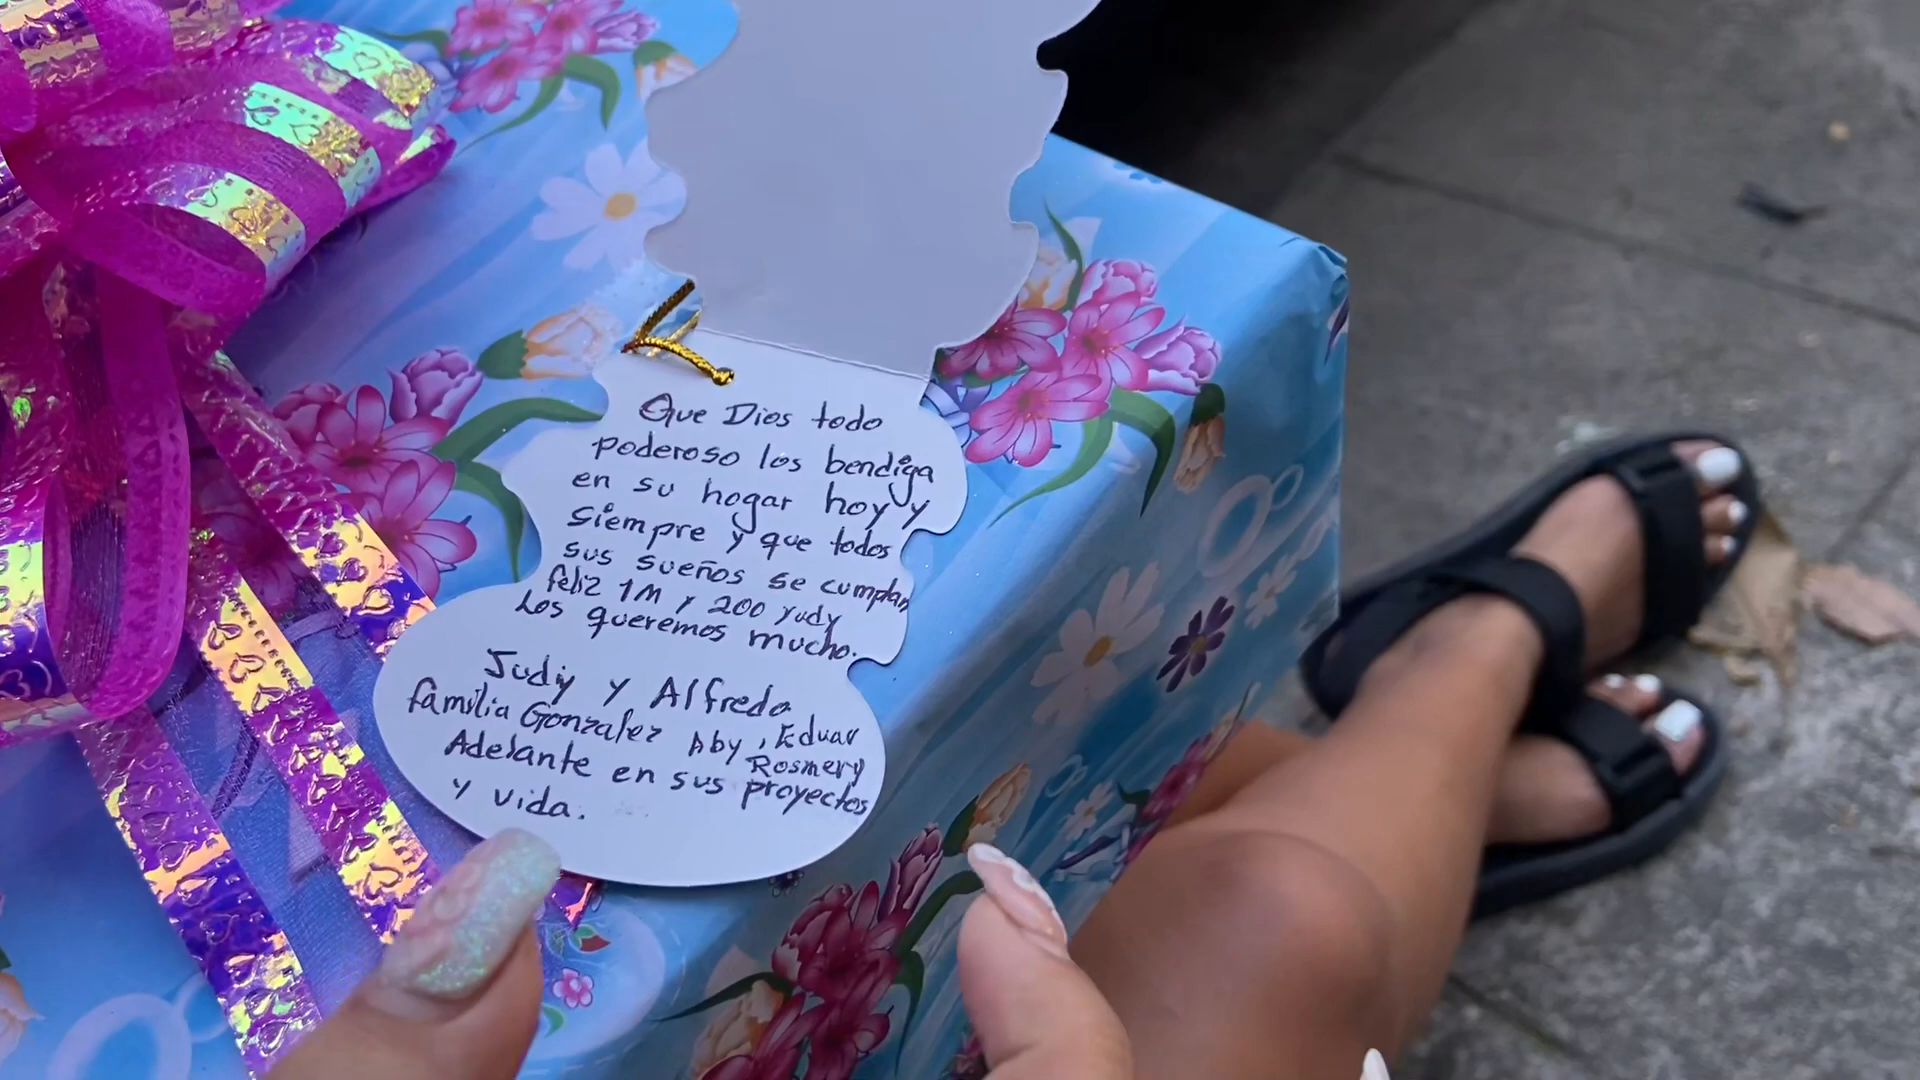 Que Dios todo
poderoso los bendiga
en su hogar hoy y
siempre y que todos
sus sueños se cumplan
feliz 1M y 200 yudy
Los queremos mucho.
Judiy y Alfredo
familia Gonzalez Aby, Eduar
Rosmery
Adelante en sus proyectos
y vida.